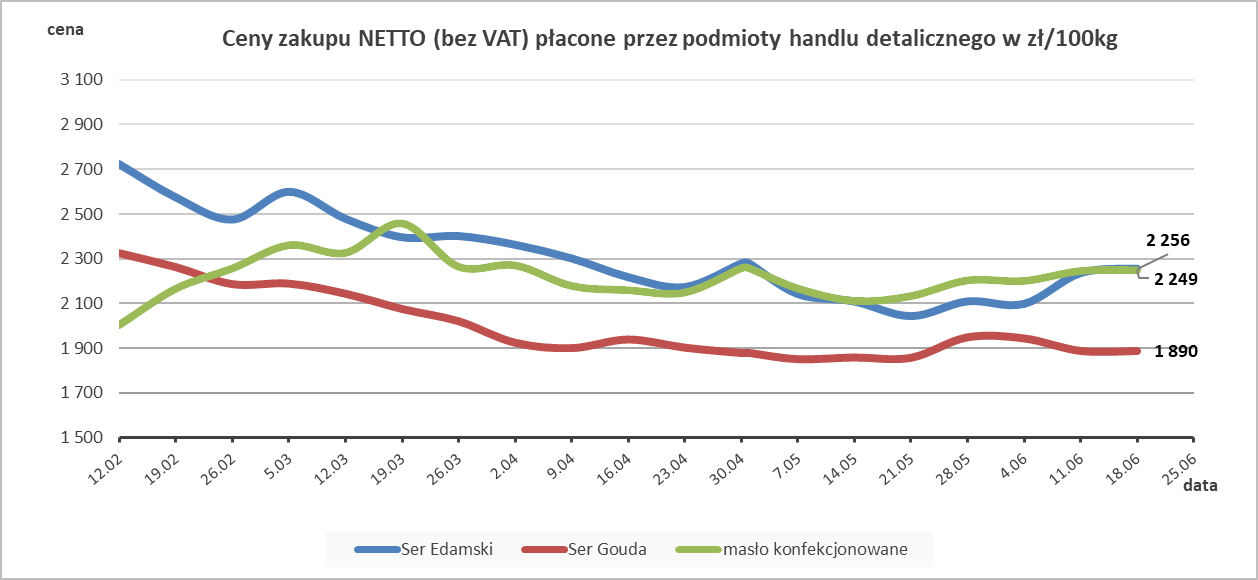 cena
Ceny zakupu NETTO (bez VAT) płacone przez podmioty handlu detalicznego w zł/100kg
3 100
2 900
2 700
2 500
2 300
2 100
1 900
1 700
1 500
2 256
2 249
1 890
12.02 19.02 26.02 5.03 12.03 19.03 26.03 2.04 9.04 16.04 23.04 30.04 7.05 14.05 21.05 28.05 4.06 11.06 18.06 25.06
data
Ser Edamski Ser Gouda masło konfekcjonowane